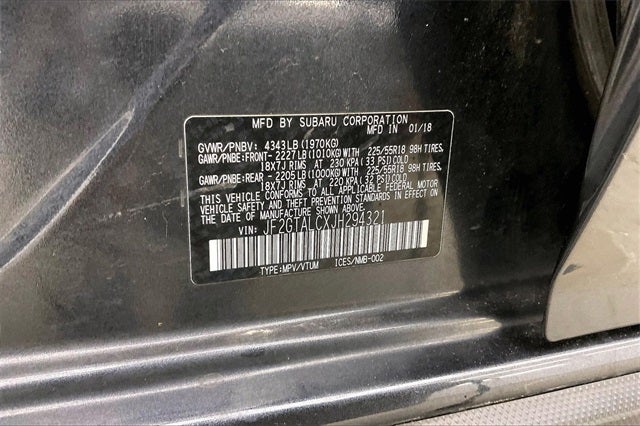 MFD BY SUBARU CORPORATION
MFD IN 01/18
GVWR/PNBV: 4343LB(1970KG)
GAWR/PNBE:FRONT- 2227LB(1010KG)WITH 225/55R18 98H TIRES,
18X7J RIMS AT 230 KPA(33 PSI)COLD
GAWR/PNBE:REAR - 2205LB(1000KG)WITH 225/55R18 98H TIRES,
18X7J RIMS AT 220 KPA(32 PSI)COLD
THIS VEHICLE CONFORMS TO ALL APPLICABLE FEDERAL MOTOR
VEHICLE SAFETY AND THEFT PREVENTION STANDARDS IN EFFECT ON
THE DATE OF MANUFACTURE SHOWN ABOVE.
VIN: JF2GTALCXJH294321
TYPE:MPV/VTUM ICES/NMB-002